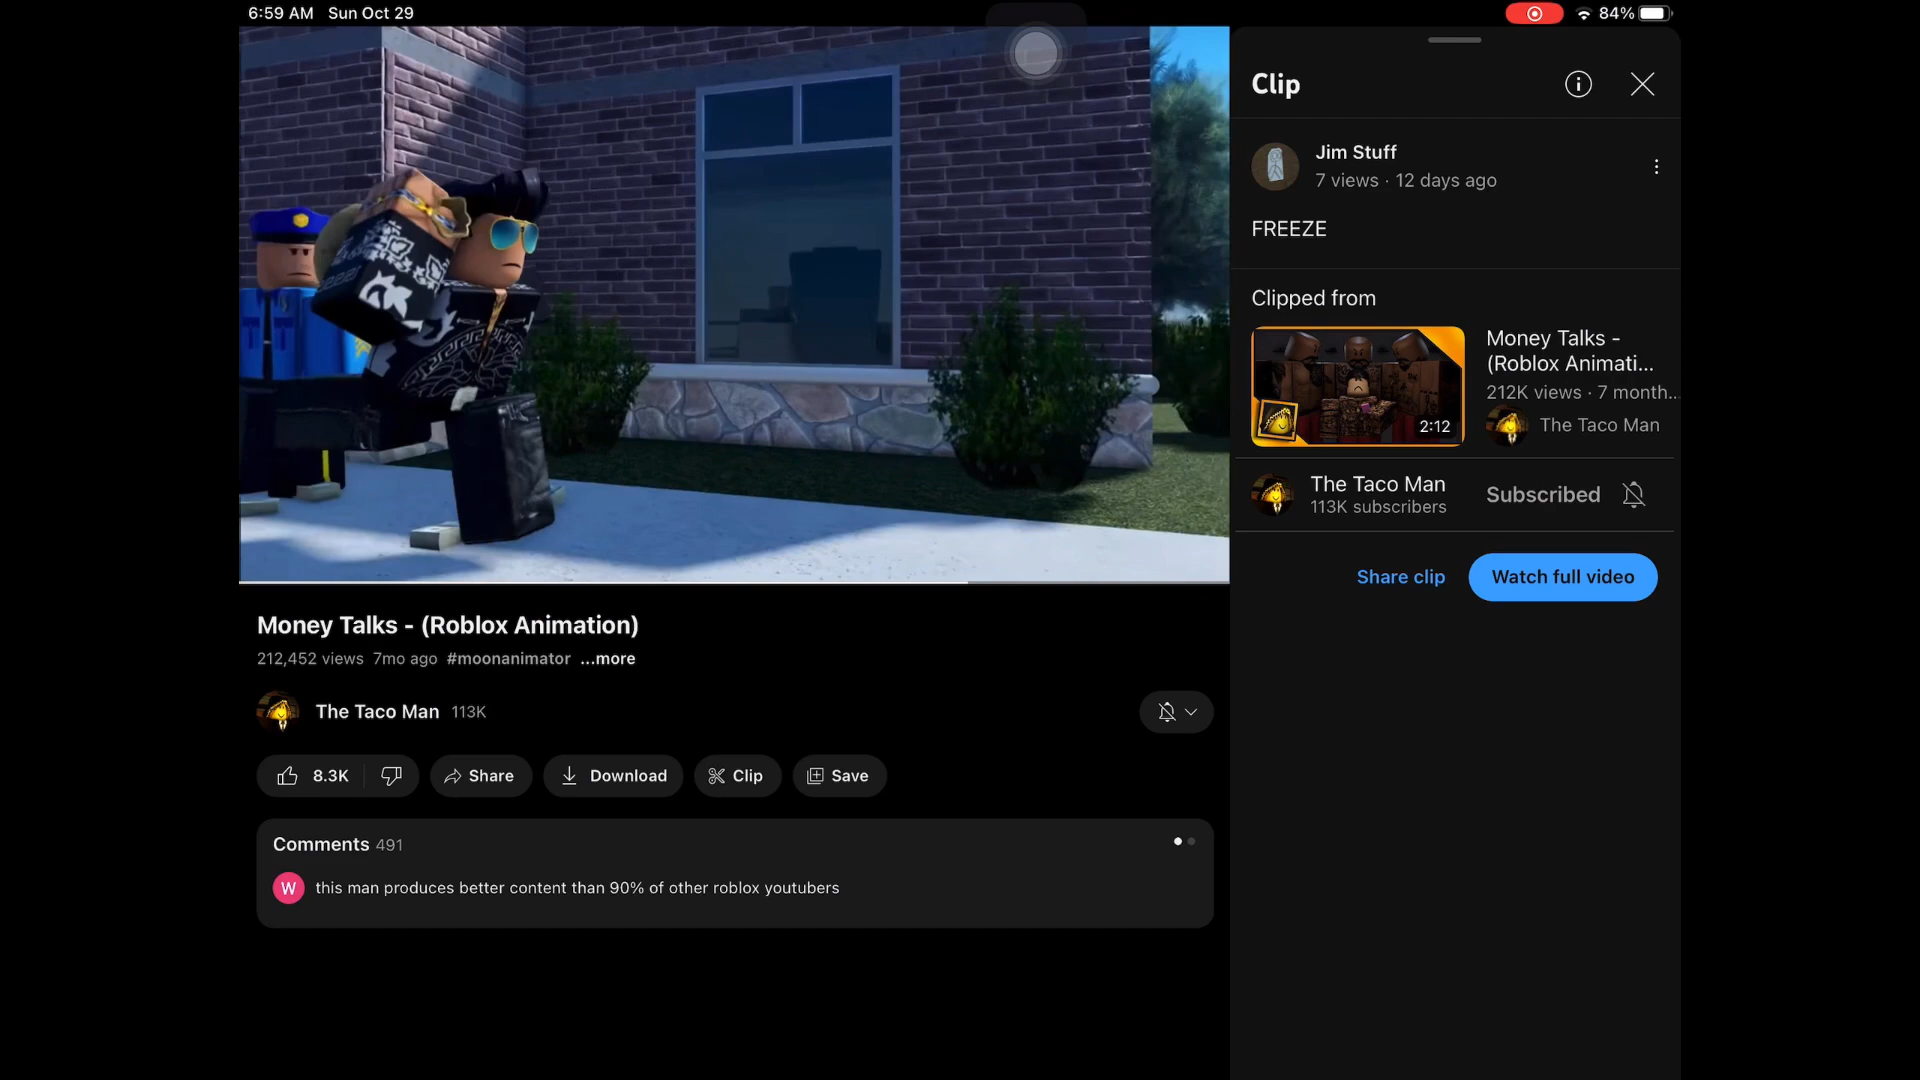 6:59 AM Sun Oct 29
84%
Clip
Jim Stuff
7 views · 12 days ago
FREEZE
Clipped from
2:12
Money Talks -
(Roblox Animati...
212K views · 7 month...
The Taco Man
The Taco Man
113K subscribers
Subscribed
Share clip
Watch full video
Money Talks - (Roblox Animation)
212,452 views 7mo ago #moonanimator ...more
The Taco Man 113K
8.3K
Share
Download
Clip
Save
Comments 491
W
this man produces better content than 90% of other roblox youtubers